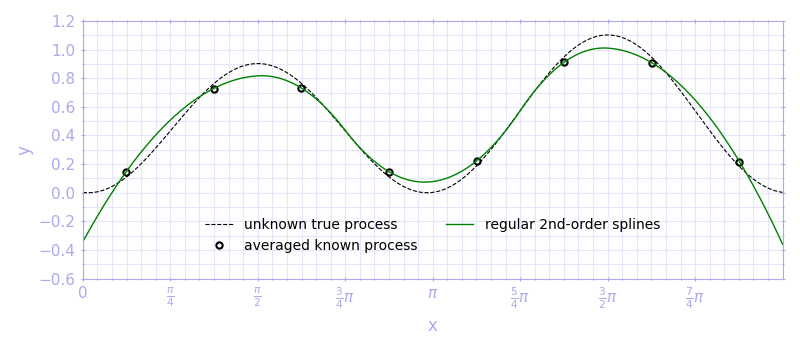 1.2
1.0
0.8
0.6
0.4
0.2
0.0
−0.2
−0.4
−0.6
y
unknown true process
averaged known process
regular 2nd-order splines
0 π/4 π/2 3/4π π 5/4π 3/2π 7/4π
x